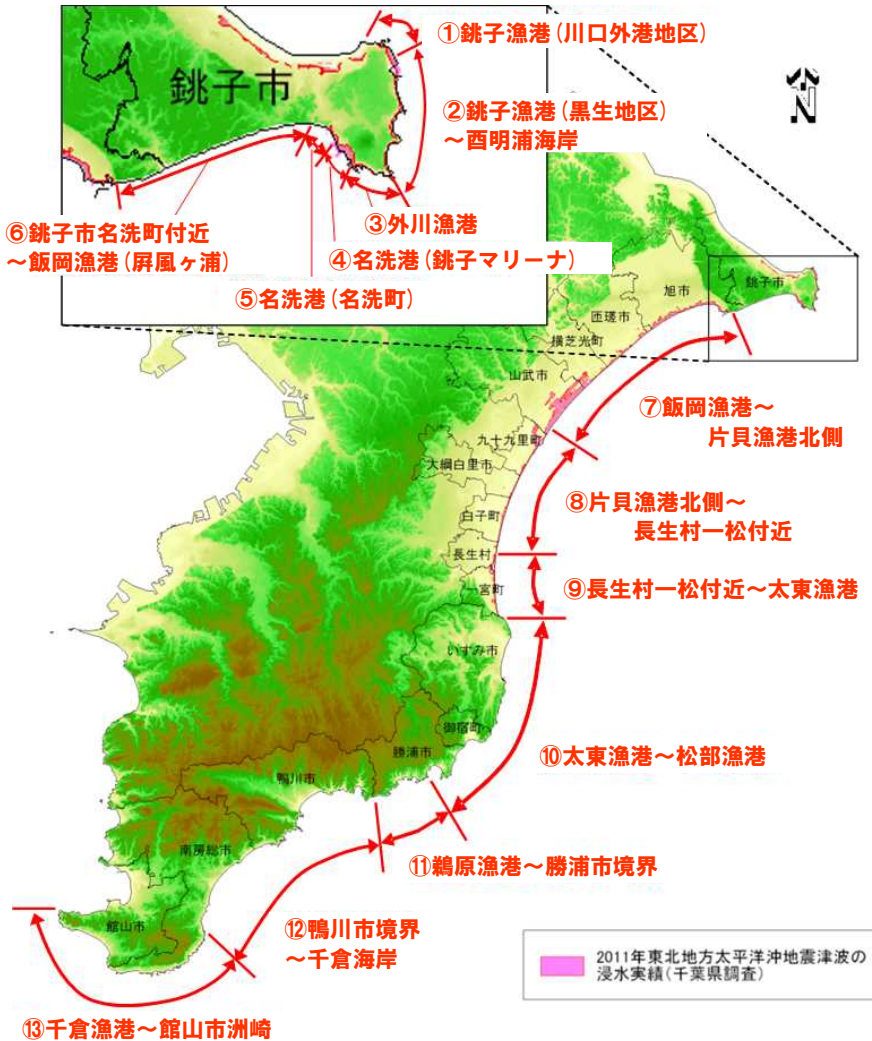 ①銚子漁港(川口外港地区)
銚子市
②銚子漁港(黒生地区)
～酉明浦海岸
N
③外川漁港
⑥銚子市名洗町付近
～飯岡漁港(屏風ヶ浦)
④名洗港(銚子マリーナ)
⑤名洗港(名洗町)
銚子市
旭市
匝瑳市
横芝光町
山武市
⑦飯岡漁港～
片貝漁港北側
九十九里町
大網白里市
⑧片貝漁港北側～
長生村一松付近
白子町
長生村
⑨長生村一松付近～太東漁港
一宮町
いすみ市
御宿町
勝浦市
⑩太東漁港～松部漁港
鴨川市
南房総市
⑪鵜原漁港～勝浦市境界
館山市
⑫鴨川市境界
～千倉海岸
2011年東北地方太平洋沖地震津波の
浸水実績(千葉県調査)
⑬千倉漁港～館山市洲崎